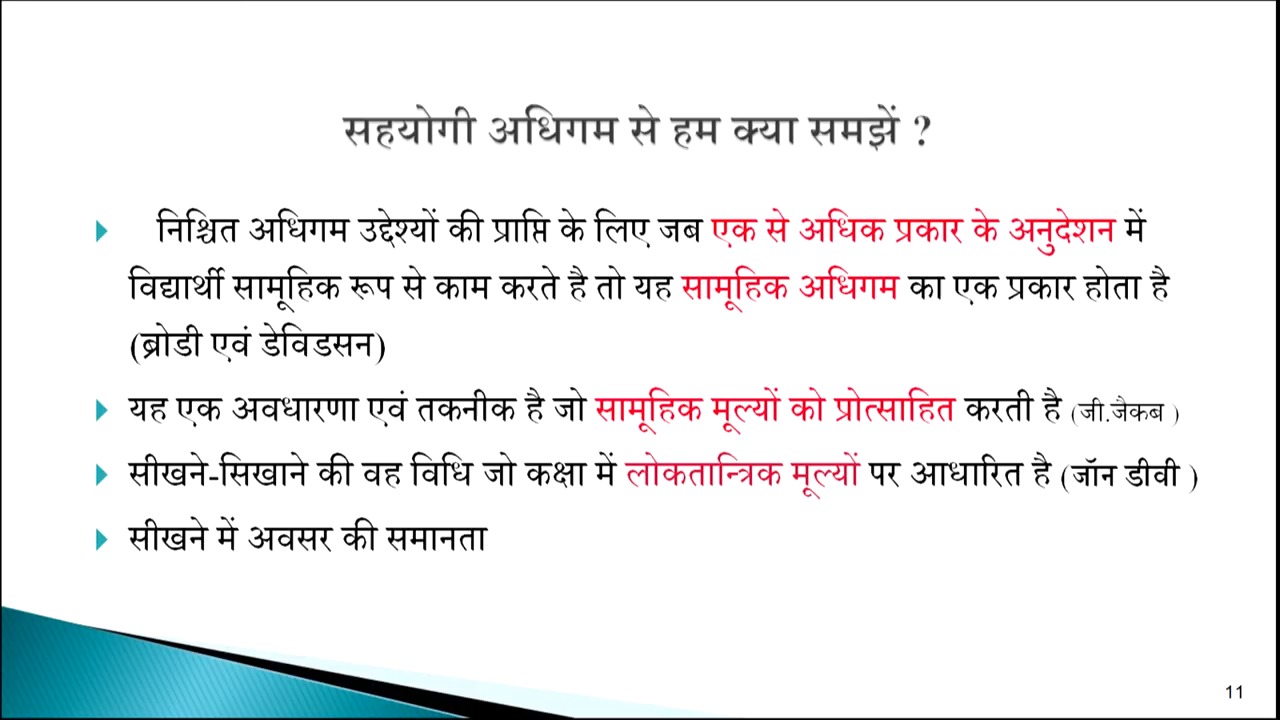 सहयोगी अधिगम से हम क्या समझें ?
निश्चित अधिगम उद्देश्यों की प्राप्ति के लिए जब एक से अधिक प्रकार के अनुदेशन में
विद्यार्थी सामूहिक रूप से काम करते है तो यह सामूहिक अधिगम का एक प्रकार होता है
(ब्रोडी एवं डेविडसन)
यह एक अवधारणा एवं तकनीक है जो सामूहिक मूल्यों को प्रोत्साहित करती है (जी.जैकब )
सीखने-सिखाने की वह विधि जो कक्षा में लोकतान्त्रिक मूल्यों पर आधारित है (जॉन डीवी )
सीखने में अवसर की समानता
11